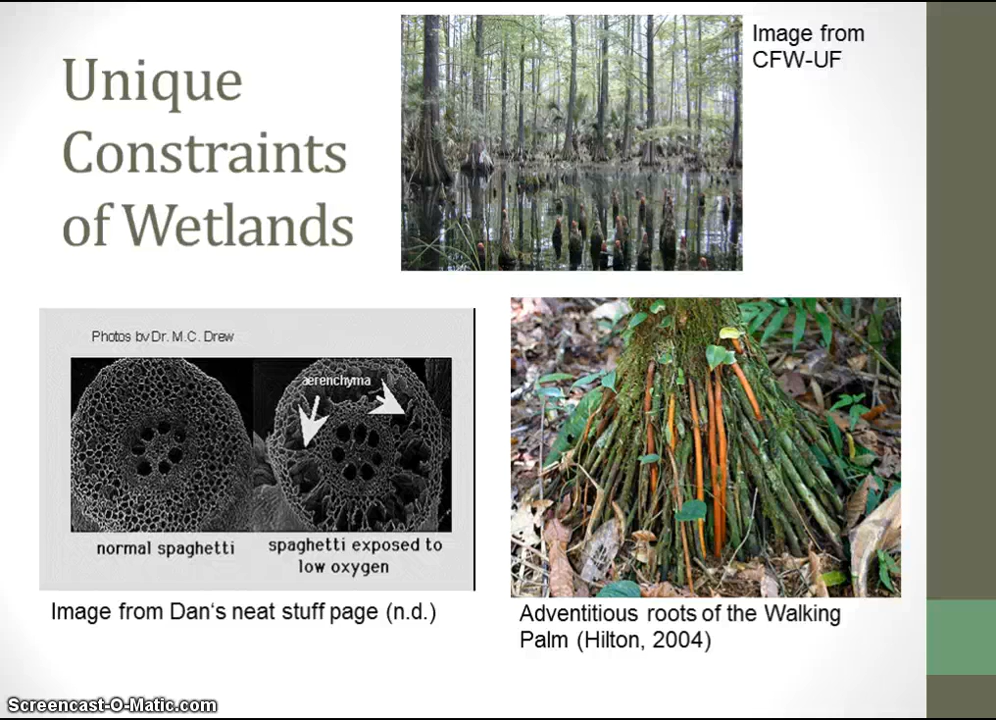 Unique
Constraints
of Wetlands
Image from
CFW-UF
Photos by Dr. M.C. Drew
aerenchyma
normal spaghetti
spaghetti exposed to
low oxygen
Image from Dan's neat stuff page (n.d.)
Adventitious roots of the Walking
Palm (Hilton, 2004)
Screencast-O-Matic.com